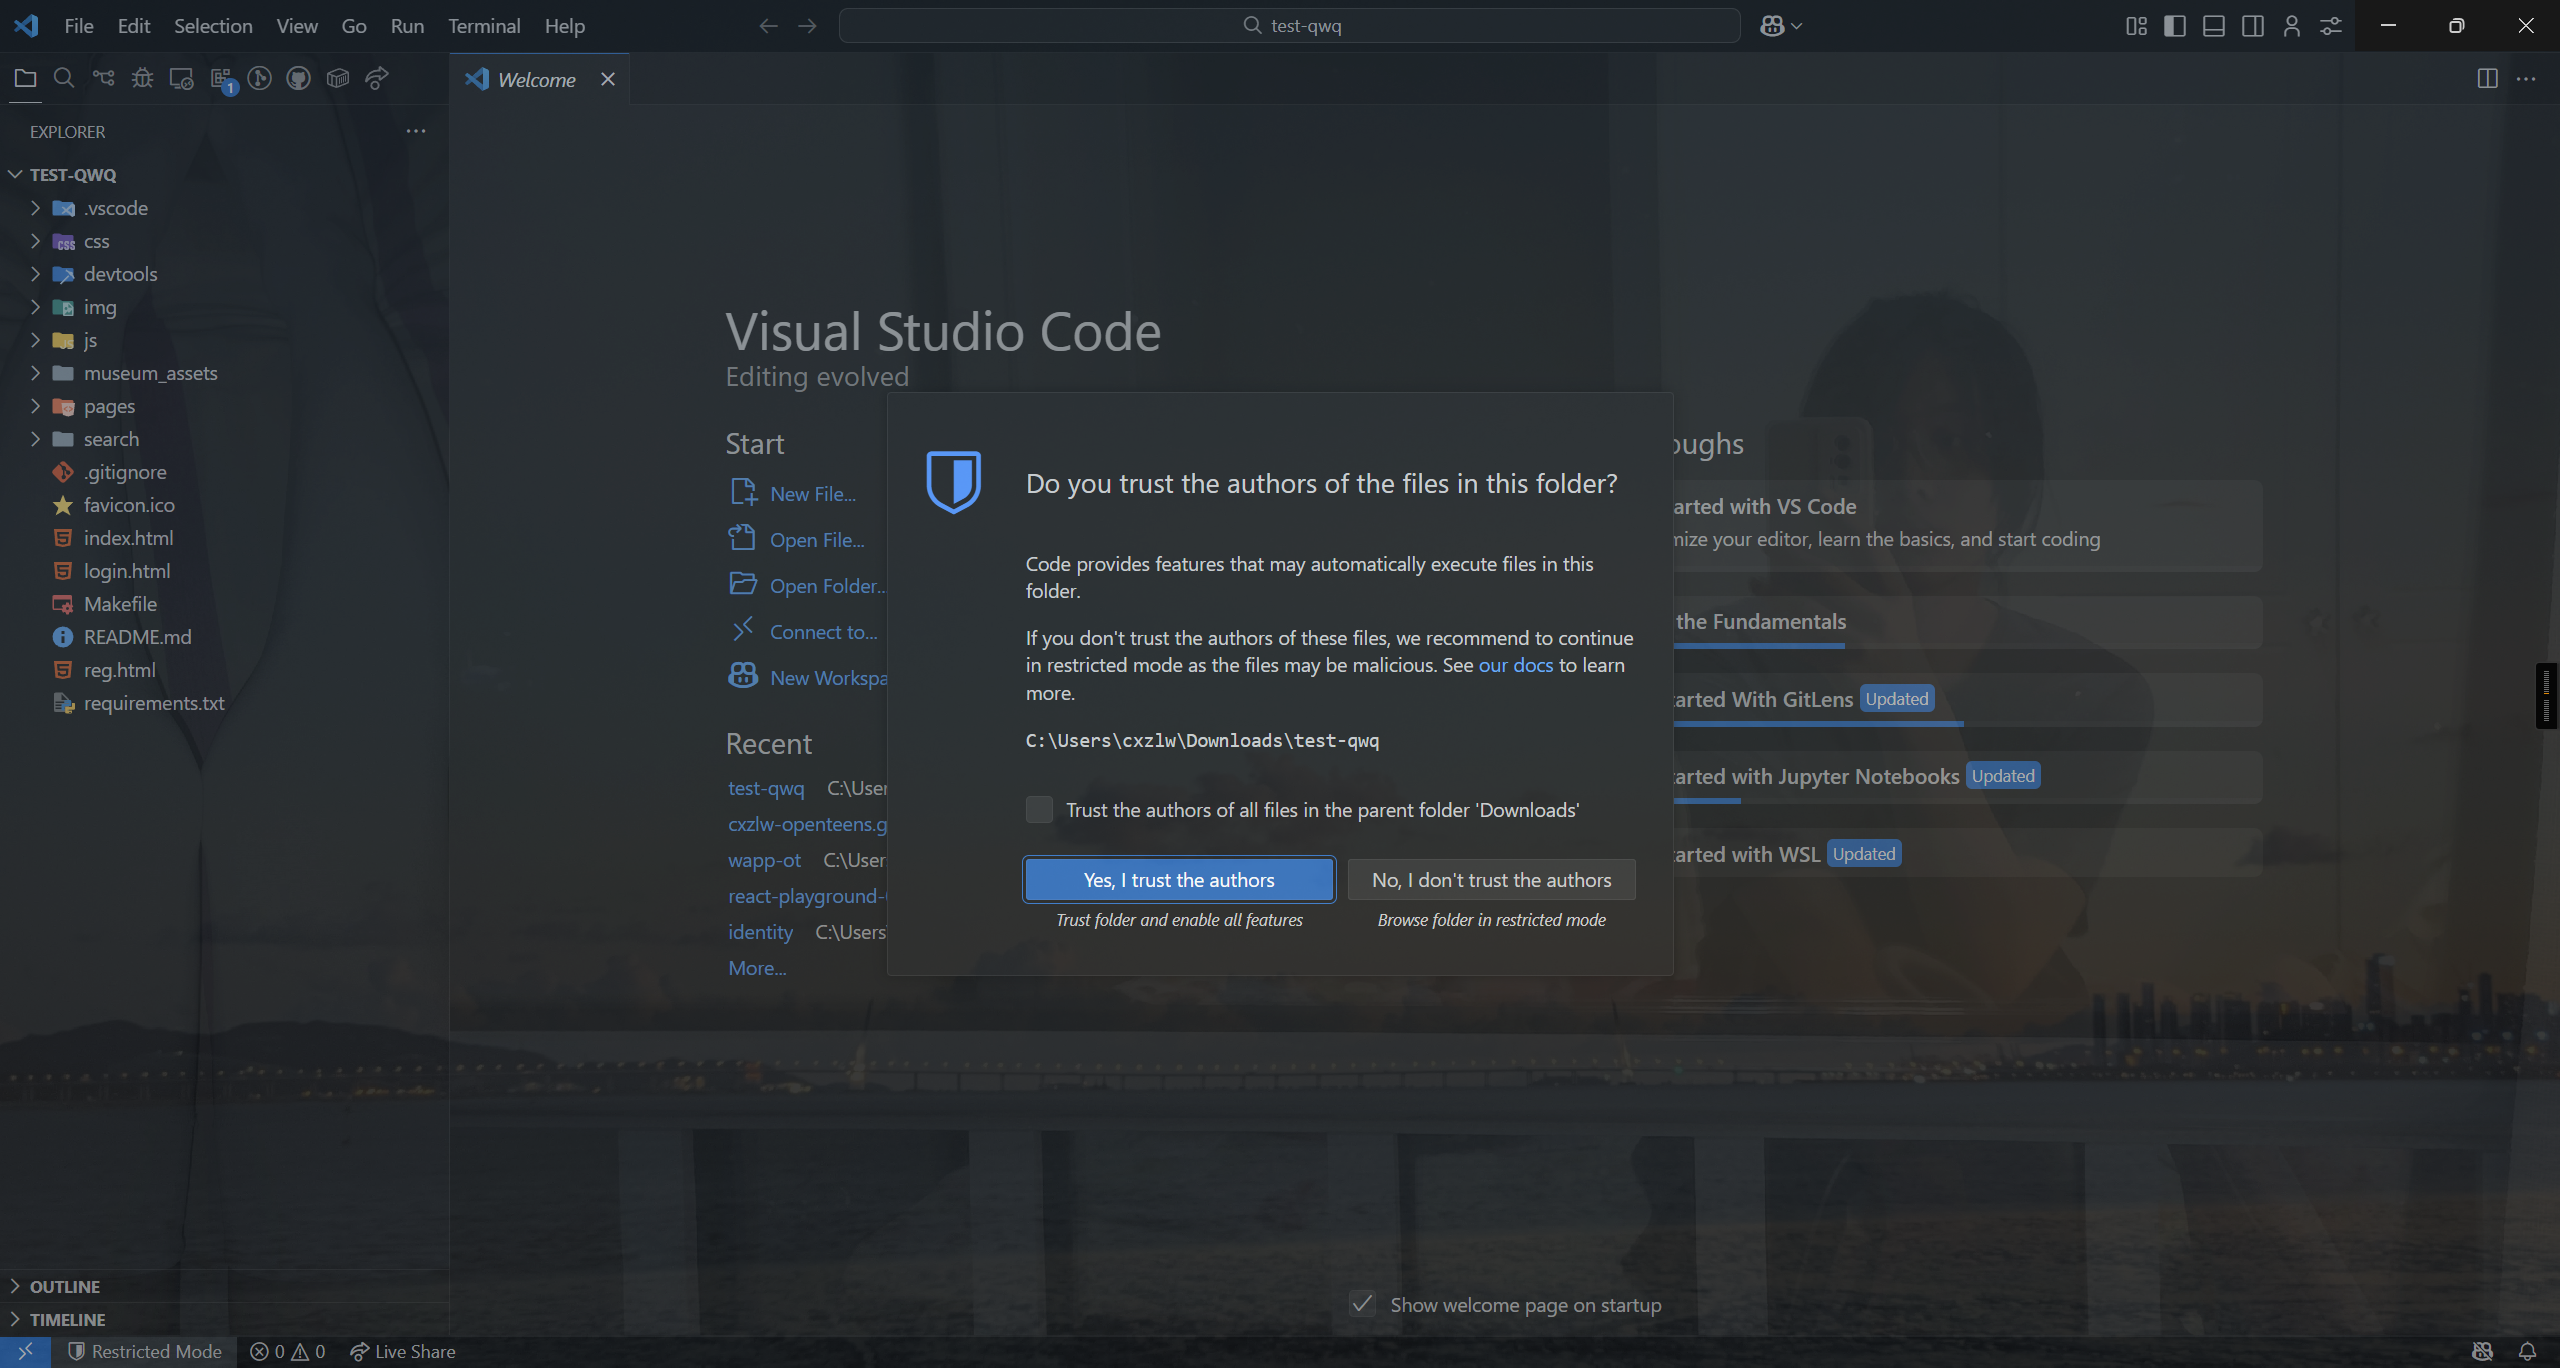 File Edit Selection View Go Run Terminal Help
test-qwq
1
Welcome
EXPLORER
TEST-QWQ
.vscode
css
devtools
img
js
museum_assets
pages
search
.gitignore
favicon.ico
index.html
login.html
Makefile
README.md
reg.html
requirements.txt
OUTLINE
TIMELINE
Visual Studio Code
Editing evolved
Start
New File...
Open File...
Open Folder...
Connect to...
New Workspa
Recent
test-qwq C:\User
cxzlw-openteens.g
wapp-ot C:\User
react-playground-
identity C:\Users
More...
Do you trust the authors of the files in this folder?
Code provides features that may automatically execute files in this
folder.
If you don't trust the authors of these files, we recommend to continue
in restricted mode as the files may be malicious. See our docs to learn
more.
C:\Users\cxzlw\Downloads\test-qwq
Trust the authors of all files in the parent folder 'Downloads'
Yes, I trust the authors
No, I don't trust the authors
Trust folder and enable all features
Browse folder in restricted mode
oughs
arted with VS Code
mize your editor, learn the basics, and start coding
the Fundamentals
arted With GitLens Updated
arted with Jupyter Notebooks Updated
arted with WSL Updated
Show welcome page on startup
Restricted Mode 0 0 Live Share